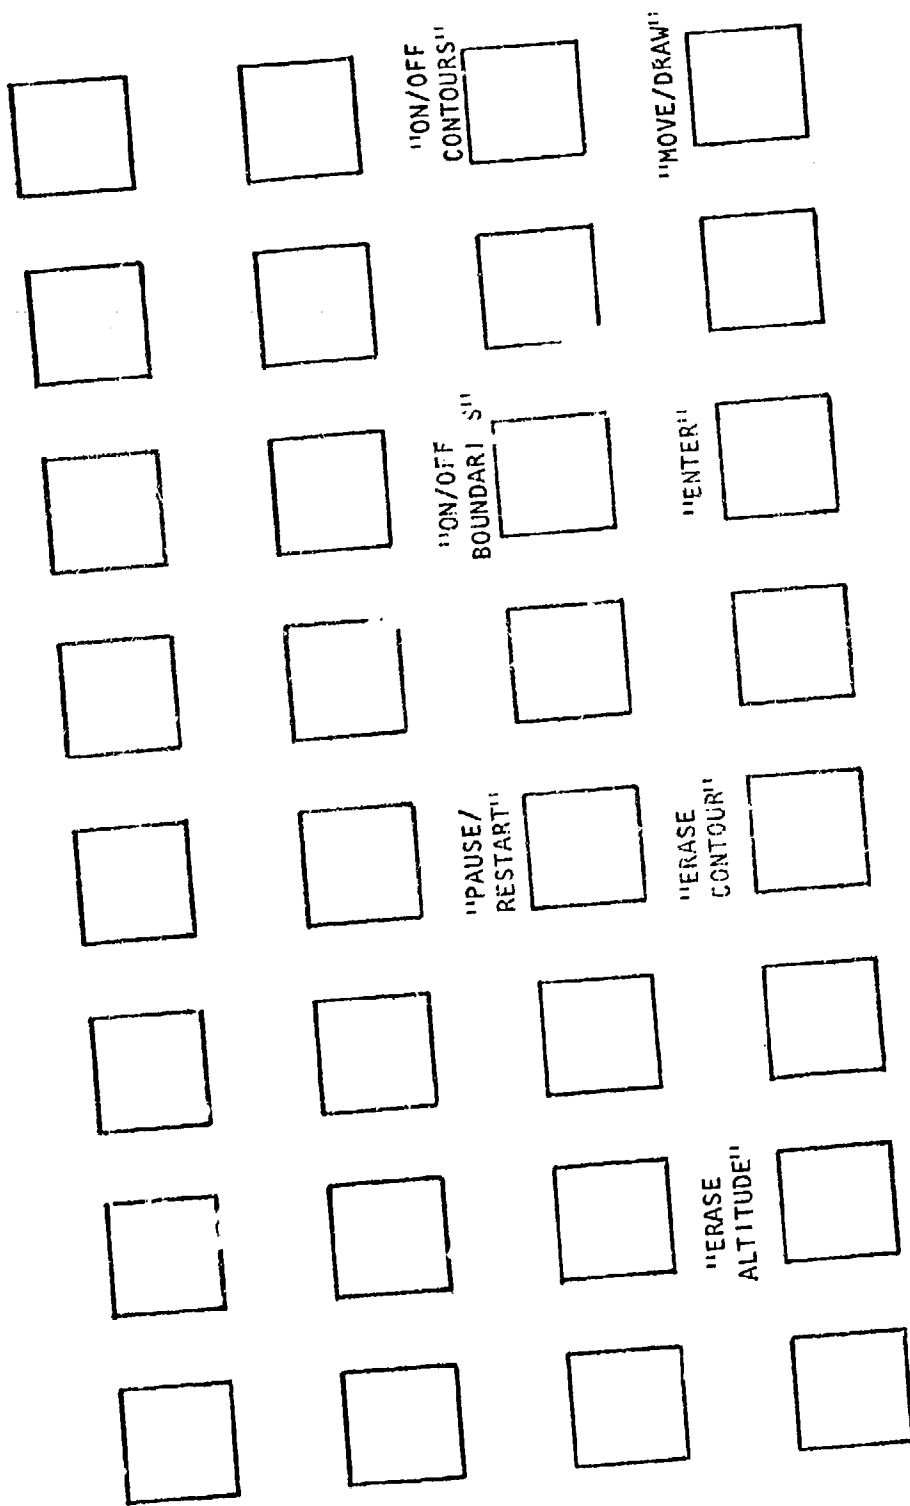 "PAUSE/
RESTART"
"ON/OFF
BOUNDARI S"
"ON/OFF
CONTOURS"
"ERASE
ALTITUDE"
"ERASE
CONTOUR"
"ENTER"
"MOVE/DRAW"